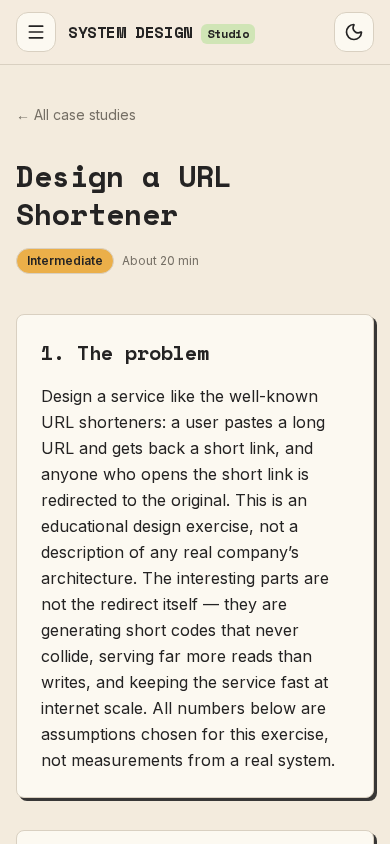 SYSTEM DESIGN Studio
← All case studies
Design a URL
Shortener
Intermediate About 20 min
1. The problem
Design a service like the well-known
URL shorteners: a user pastes a long
URL and gets back a short link, and
anyone who opens the short link is
redirected to the original. This is an
educational design exercise, not a
description of any real company’s
architecture. The interesting parts are
not the redirect itself — they are
generating short codes that never
collide, serving far more reads than
writes, and keeping the service fast at
internet scale. All numbers below are
assumptions chosen for this exercise,
not measurements from a real system.